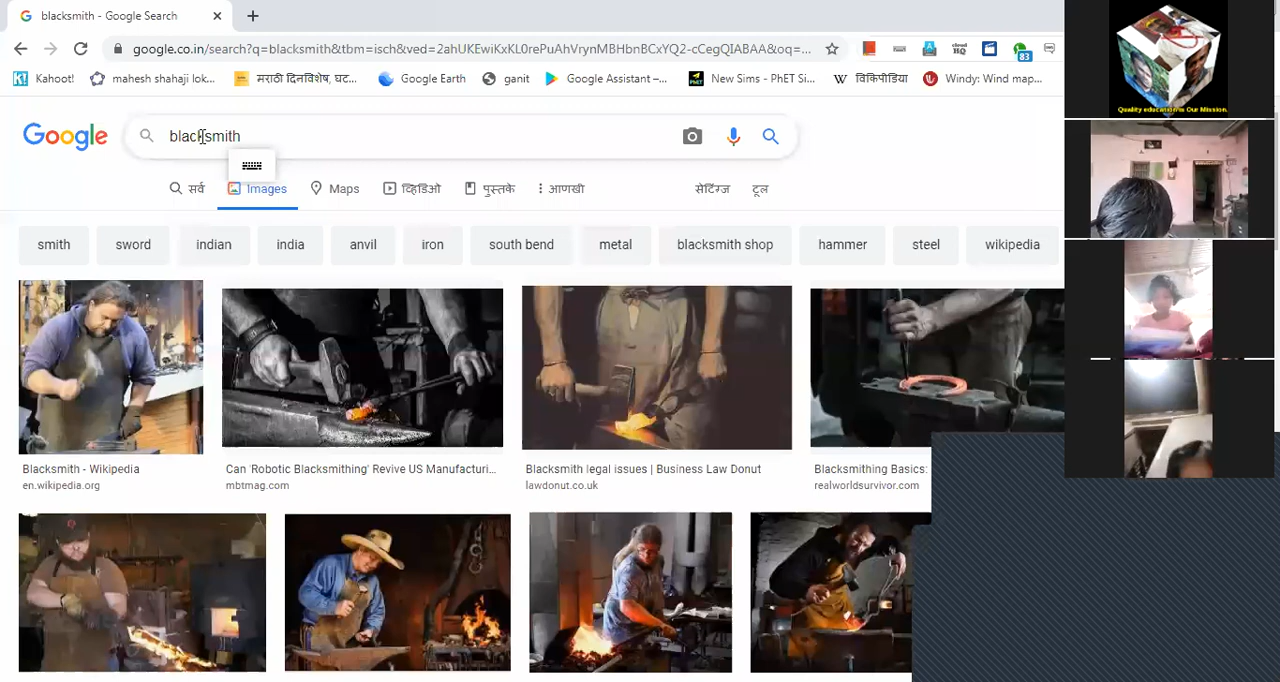 blacksmith - Google Search
google.co.in/search?q=blacksmith&tbm=isch&ved=2ahUKEwiKxKL0rePuAhVrynMBHbnBCxYQ2-cCegQIABAA&oq=...
cloud
HQ
83
Kahoot!
mahesh shahaji lok...
मराठी दिनविशेष, घट...
Google Earth
ganit
Google Assistant –...
New Sims - PhET Si...
विकिपीडिया
Windy: Wind map...
Quality education is Our Mission.
Google
blacksmith
सर्व
Images
Maps
व्हिडिओ
पुस्तके
आणखी
सेटिंग्ज
टूल
smith
sword
indian
india
anvil
iron
south bend
metal
blacksmith shop
hammer
steel
wikipedia
Blacksmith - Wikipedia
en.wikipedia.org
Can 'Robotic Blacksmithing' Revive US Manufacturi...
mbtmag.com
Blacksmith legal issues | Business Law Donut
lawdonut.co.uk
Blacksmithing Basics:
realworldsurvivor.com